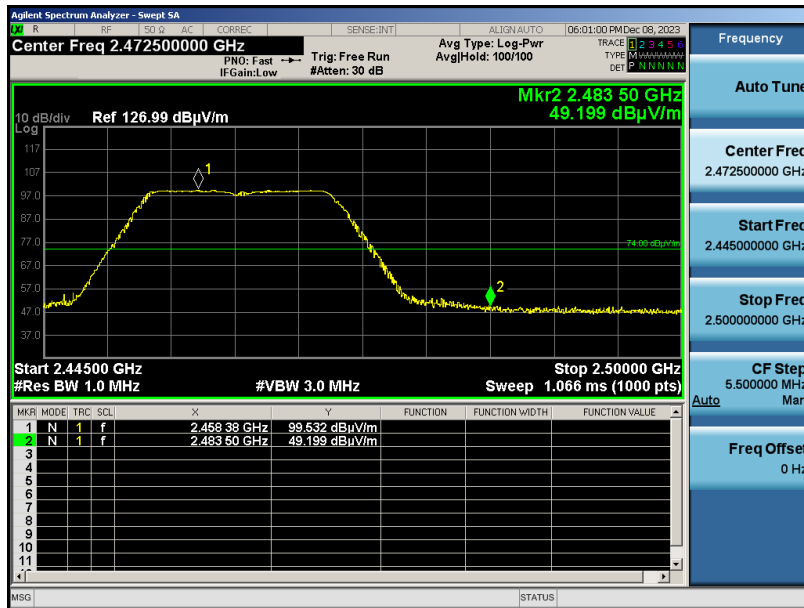 Agilent Spectrum Analyzer - Swept SA
LXI R RF 50 Ω AC CORREC SENSE:INT ALIGN AUTO 06:01:00 PM Dec 08, 2023
Center Freq 2.472500000 GHz
PNO: Fast
IFGain:Low
Trig: Free Run
#Atten: 30 dB
Avg Type: Log-Pwr
Avg|Hold: 100/100
TRACE 1 2 3 4 5 6
TYPE M
DET P N N N N N
Mkr2 2.483 50 GHz
49.199 dBµV/m
10 dB/div Ref 126.99 dBµV/m
Log
117
107
97.0
87.0
77.0
67.0
57.0
47.0
37.0
1
74.00 dBµV/m
2
Start 2.44500 GHz Stop 2.50000 GHz
#Res BW 1.0 MHz #VBW 3.0 MHz Sweep 1.066 ms (1000 pts)
MKR MODE TRC SCL X Y FUNCTION FUNCTION WIDTH FUNCTION VALUE
1 N 1 f 2.458 38 GHz 99.532 dBµV/m
2 N 1 f 2.483 50 GHz 49.199 dBµV/m
3
4
5
6
7
8
9
10
11
MSG STATUS
Frequency
Auto Tune
Center Freq
2.472500000 GHz
Start Freq
2.445000000 GHz
Stop Freq
2.500000000 GHz
CF Step
5.500000 MHz
Auto Man
Freq Offset
0 Hz